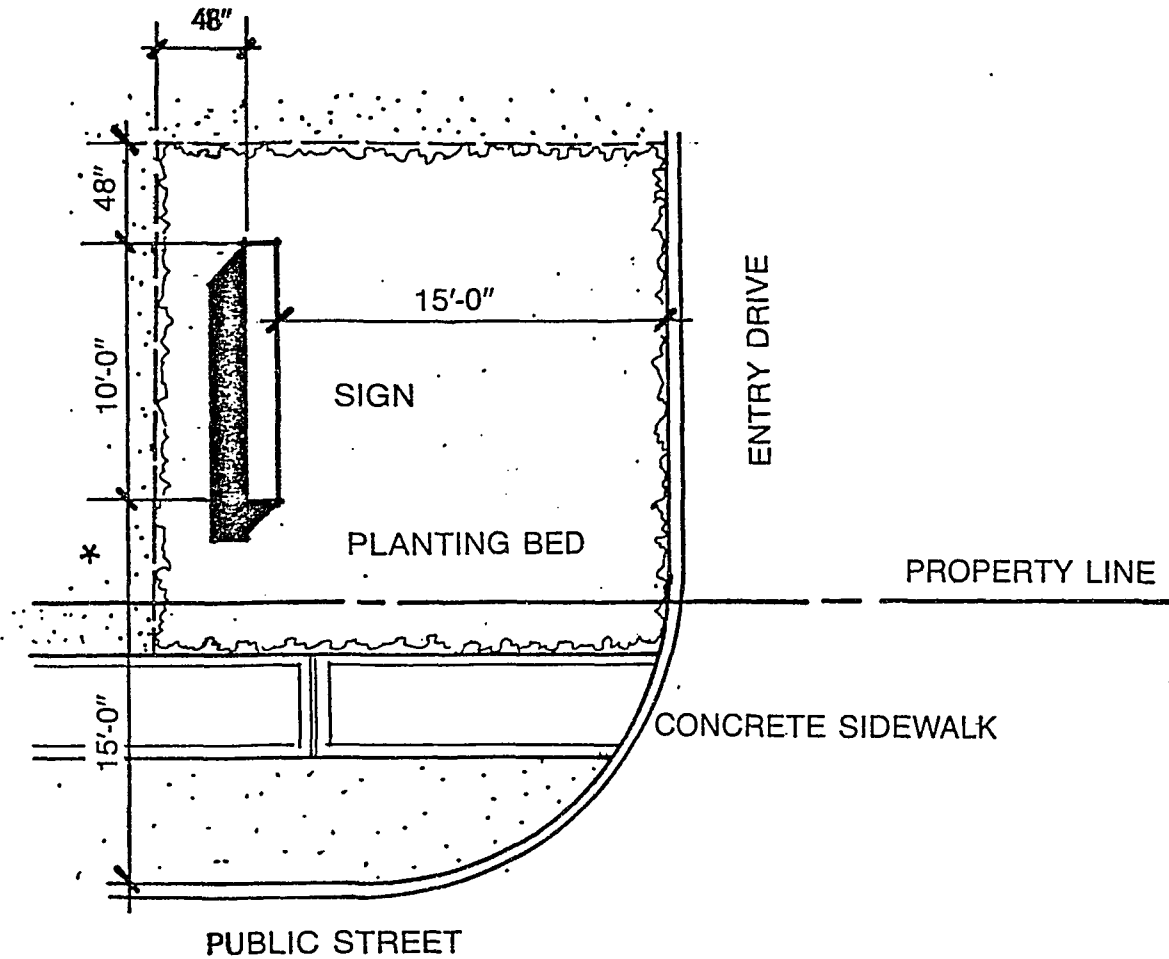 48"
48"
15'-0"
ENTRY DRIVE
10'-0"
SIGN
PLANTING BED
*
PROPERTY LINE
15'-0"
CONCRETE SIDEWALK
PUBLIC STREET